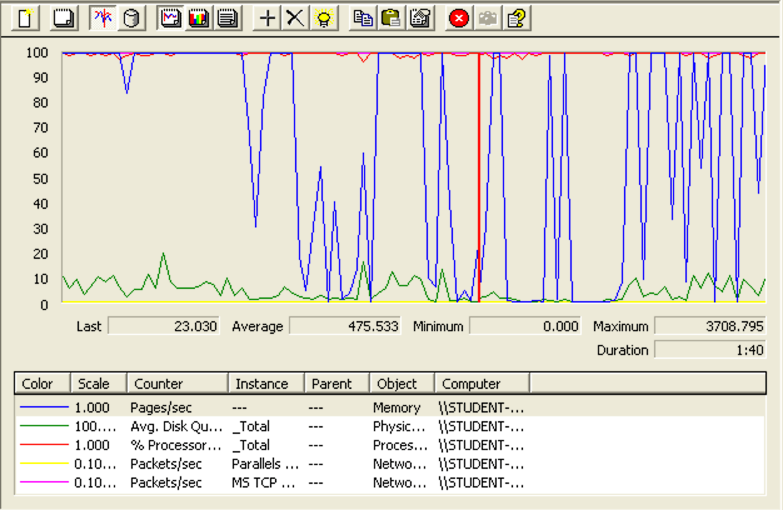 100
90
80
70
60
50
40
30
20
10
0
Last 23.030 Average 475.533 Minimum 0.000 Maximum 3708.795
Duration 1:40
Color Scale Counter Instance Parent Object Computer
1.000 Pages/sec --- --- Memory \\STUDENT-...
100.... Avg. Disk Qu... _Total --- Physic... \\STUDENT-...
1.000 % Processor... _Total --- Proces... \\STUDENT-...
0.10... Packets/sec Parallels ... --- Netwo... \\STUDENT-...
0.10... Packets/sec MS TCP ... --- Netwo... \\STUDENT-...